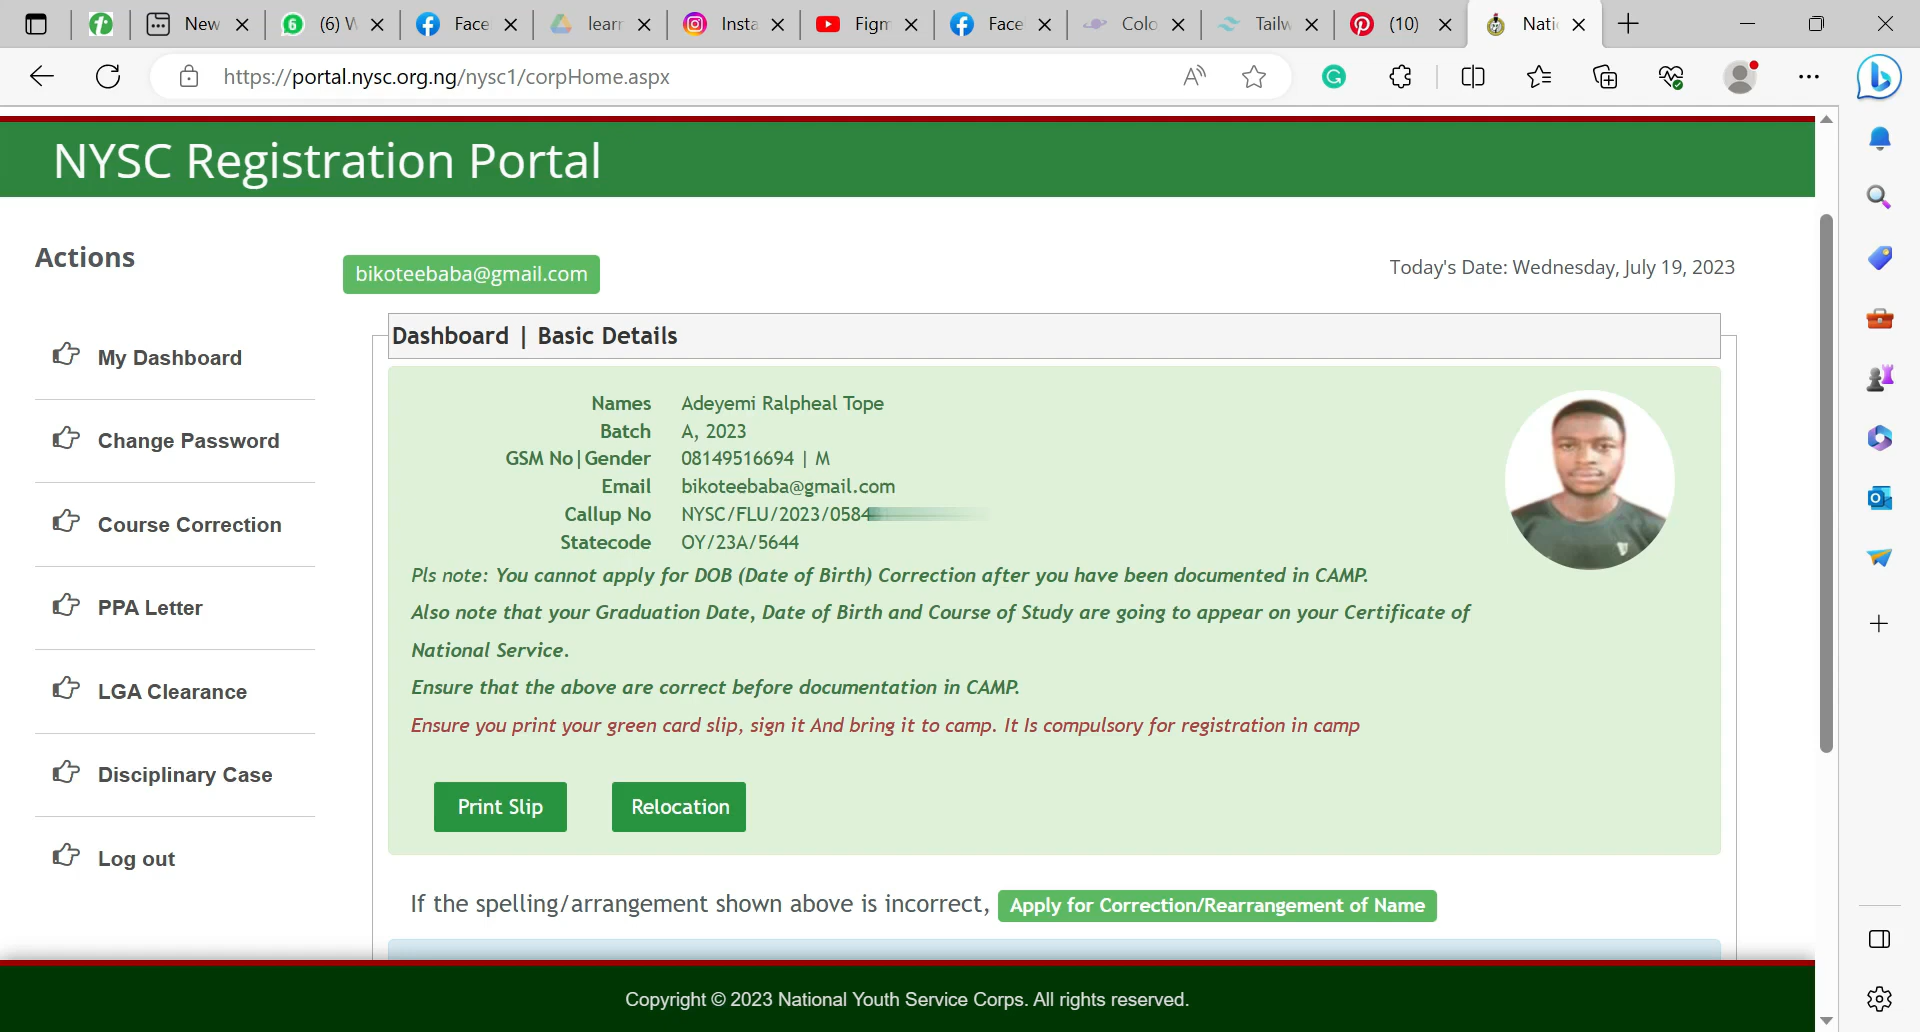 New
(6) W
Face
learn
Insta
Figm
Face
Colo
Tailw
(10)
Nati
https://portal.nysc.org.ng/nysc1/corpHome.aspx
NYSC Registration Portal
Actions
bikoteebaba@gmail.com
Today's Date: Wednesday, July 19, 2023
My Dashboard
Change Password
Course Correction
PPA Letter
LGA Clearance
Disciplinary Case
Log out
Dashboard | Basic Details
Names Adeyemi Ralpheal Tope
Batch A, 2023
GSM No|Gender 08149516694 | M
Email bikoteebaba@gmail.com
Callup No NYSC/FLU/2023/0584
Statecode OY/23A/5644
Pls note: You cannot apply for DOB (Date of Birth) Correction after you have been documented in CAMP.
Also note that your Graduation Date, Date of Birth and Course of Study are going to appear on your Certificate of
National Service.
Ensure that the above are correct before documentation in CAMP.
Ensure you print your green card slip, sign it And bring it to camp. It Is compulsory for registration in camp
Print Slip
Relocation
If the spelling/arrangement shown above is incorrect, Apply for Correction/Rearrangement of Name
Copyright © 2023 National Youth Service Corps. All rights reserved.